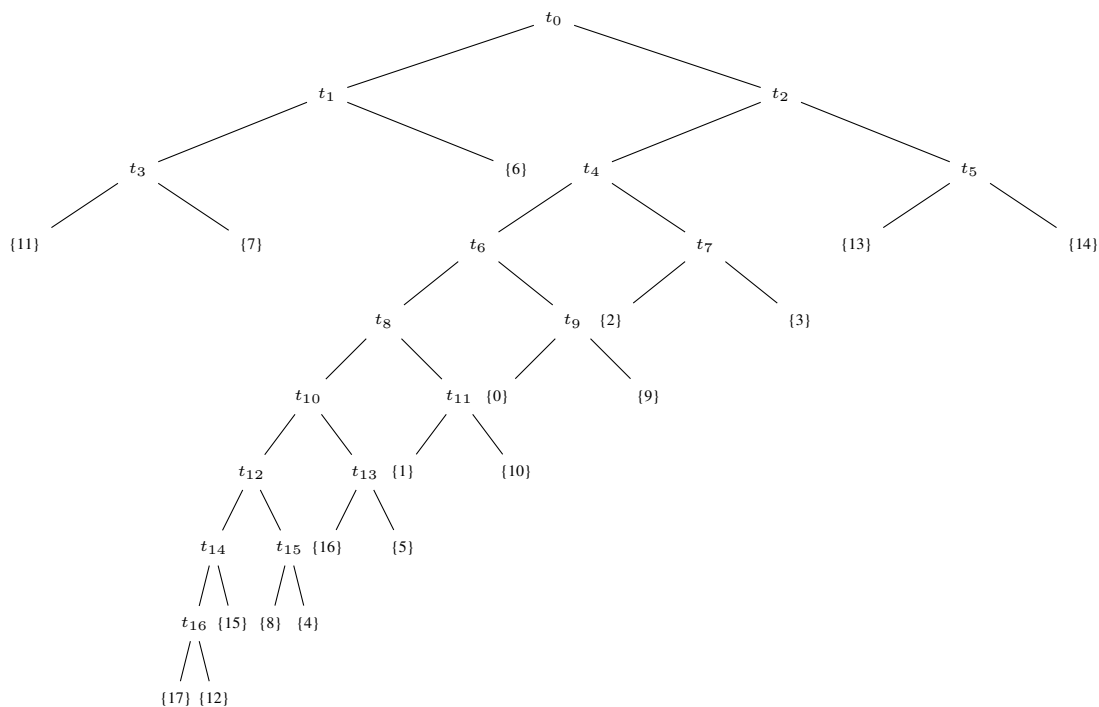 t₀
t₁ t₂
t₃ {6} t₄ t₅
{11} {7} t₆ t₇ {13} {14}
t₈ t₉ {2} {3}
t₁₀ t₁₁ {0} {9}
t₁₂ t₁₃ {1} {10}
t₁₄ t₁₅ {16} {5}
t₁₆ {15} {8} {4}
{17} {12}